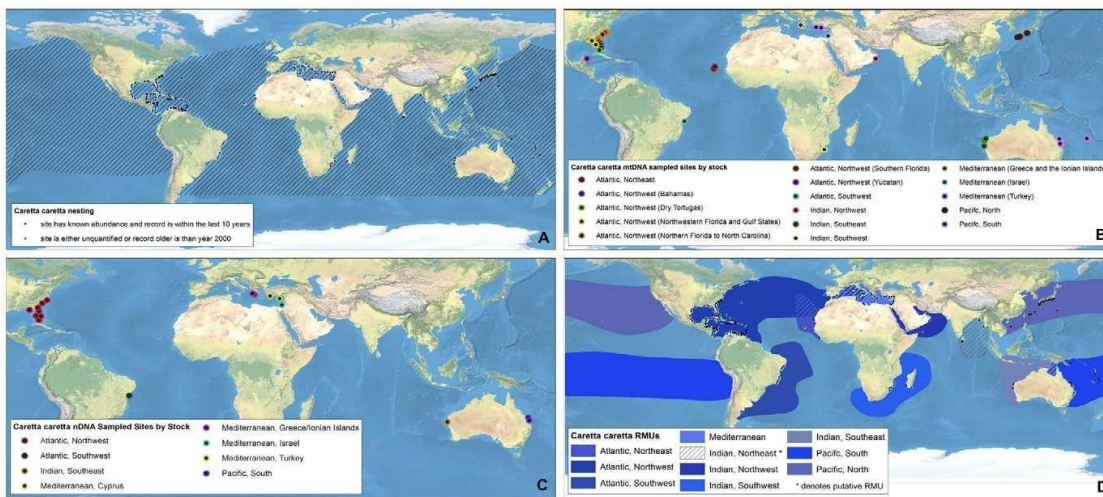 Caretta caretta nesting
site has known abundance and record is within the last 10 years
site is either unquantified or record older is than year 2000
A
Caretta caretta mtDNA sampled sites by stock
Atlantic, Northeast
Atlantic, Northwest (Bahamas)
Atlantic, Northwest (Dry Tortugas)
Atlantic, Northwest (Northwestern Florida and Gulf States)
Atlantic, Northwest (Northern Florida to North Carolina)
Atlantic, Northwest (Southern Florida)
Atlantic, Northwest (Yucatan)
Atlantic, Southwest
Indian, Northwest
Indian, Southeast
Indian, Southwest
Mediterranean (Greece and the Ionian Islands
Mediterranean (Israel)
Mediterranean (Turkey)
Pacifc, North
Pacific, South
B
Caretta caretta nDNA Sampled Sites by Stock
Atlantic, Northwest
Atlantic, Southwest
Indian, Southeast
Mediterranean, Cyprus
Mediterranean, Greece/Ionian Islands
Mediterranean, Israel
Mediterranean, Turkey
Pacific, South
C
Caretta caretta RMUs
Atlantic, Northeast
Atlantic, Northwest
Atlantic, Southwest
Mediterranean
Indian, Northeast *
Indian, Northwest
Indian, Southwest
Indian, Southeast
Pacifc, South
Pacific, North
* denotes putative RMU
D